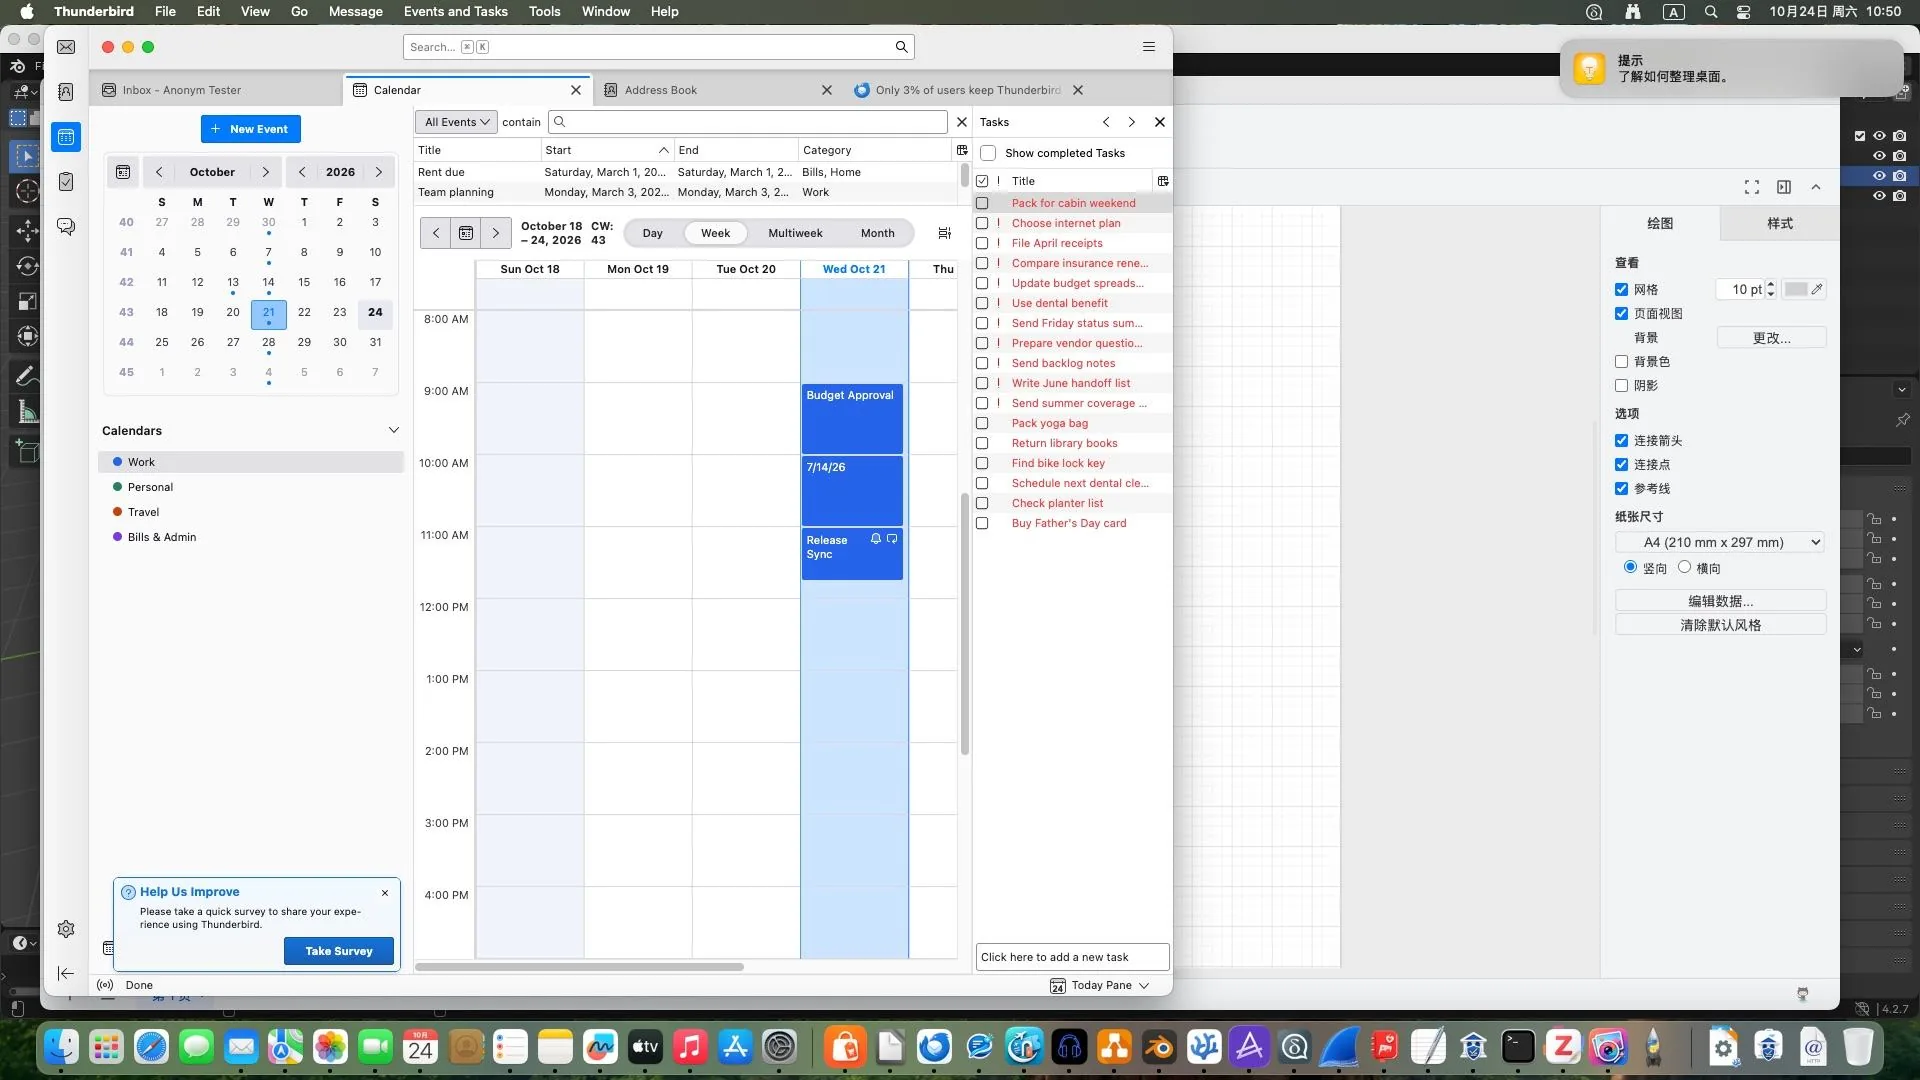 Thunderbird File Edit View Go Message Events and Tasks Tools Window Help
A 10月24日 周六 10:50
Search... ⌘ K
提示
了解如何整理桌面。
Inbox - Anonym Tester
Calendar
Address Book
Only 3% of users keep Thunderbird
+ New Event
October
2026
S M T W T F S
40 27 28 29 30 1 2 3
41 4 5 6 7 8 9 10
42 11 12 13 14 15 16 17
43 18 19 20 21 22 23 24
44 25 26 27 28 29 30 31
45 1 2 3 4 5 6 7
Calendars
Work
Personal
Travel
Bills & Admin
Help Us Improve
Please take a quick survey to share your expe-
rience using Thunderbird.
Take Survey
Done
All Events contain
Title Start End Category
Rent due Saturday, March 1, 20... Saturday, March 1, 2... Bills, Home
Team planning Monday, March 3, 202... Monday, March 3, 2... Work
October 18 – 24, 2026
CW: 43
Day Week Multiweek Month
Sun Oct 18 Mon Oct 19 Tue Oct 20 Wed Oct 21 Thu
8:00 AM
9:00 AM
Budget Approval
10:00 AM
7/14/26
11:00 AM
Release
Sync
12:00 PM
1:00 PM
2:00 PM
3:00 PM
4:00 PM
Tasks
Show completed Tasks
! Title
Pack for cabin weekend
! Choose internet plan
! File April receipts
! Compare insurance rene...
! Update budget spreads...
! Use dental benefit
! Send Friday status sum...
! Prepare vendor questio...
! Send backlog notes
! Write June handoff list
! Send summer coverage ...
Pack yoga bag
Return library books
Find bike lock key
Schedule next dental cle...
Check planter list
Buy Father's Day card
Click here to add a new task
24 Today Pane
绘图 样式
查看
网格 10 pt
页面视图
背景 更改...
背景色
阴影
选项
连接箭头
连接点
参考线
纸张尺寸
A4 (210 mm x 297 mm)
竖向 横向
编辑数据...
清除默认风格
4.2.7
10月
24
tv